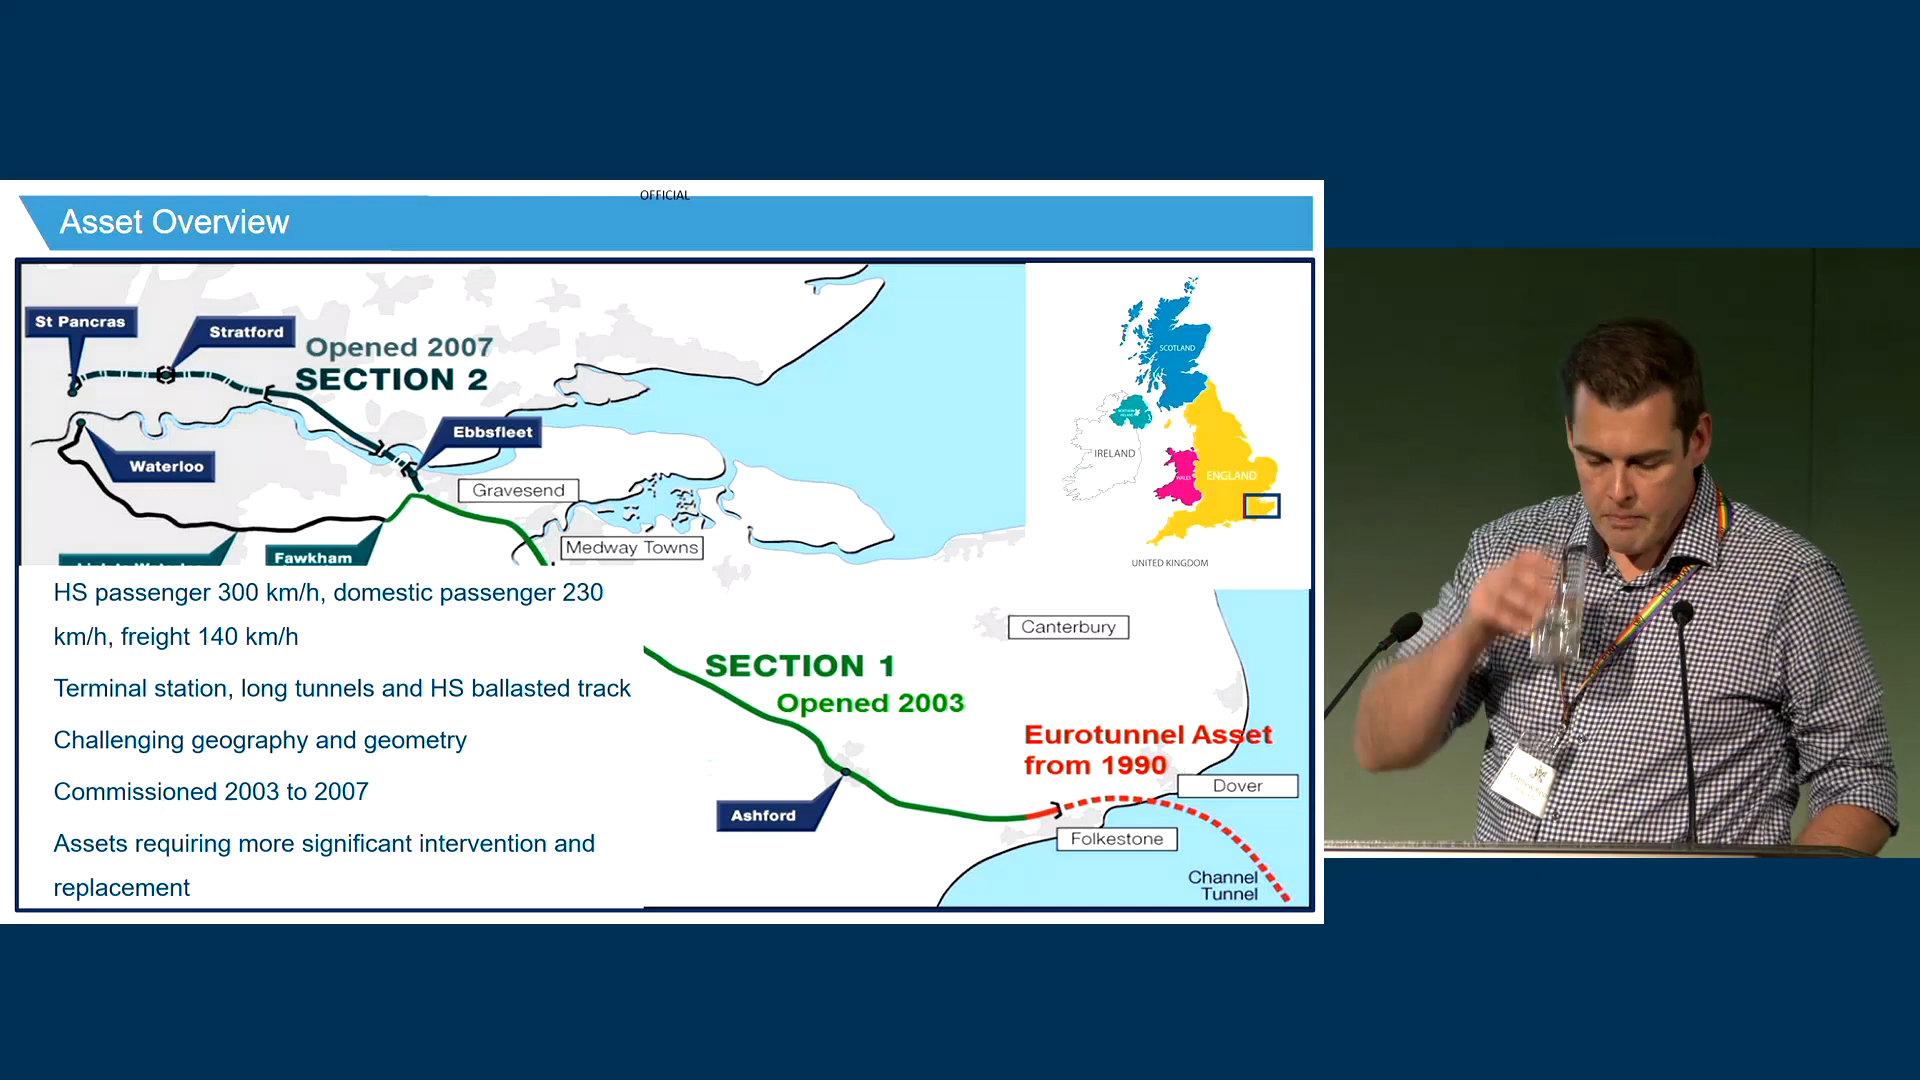 OFFICIAL
Asset Overview
St Pancras
Stratford
Opened 2007
SECTION 2
Ebbsfleet
Waterloo
Gravesend
Medway Towns
Fawkham
SCOTLAND
IRELAND
WALES
ENGLAND
UNITED KINGDOM
HS passenger 300 km/h, domestic passenger 230
km/h, freight 140 km/h
Terminal station, long tunnels and HS ballasted track
Challenging geography and geometry
Commissioned 2003 to 2007
Assets requiring more significant intervention and
replacement
Canterbury
SECTION 1
Opened 2003
Eurotunnel Asset
from 1990
Dover
Ashford
Folkestone
Channel
Tunnel